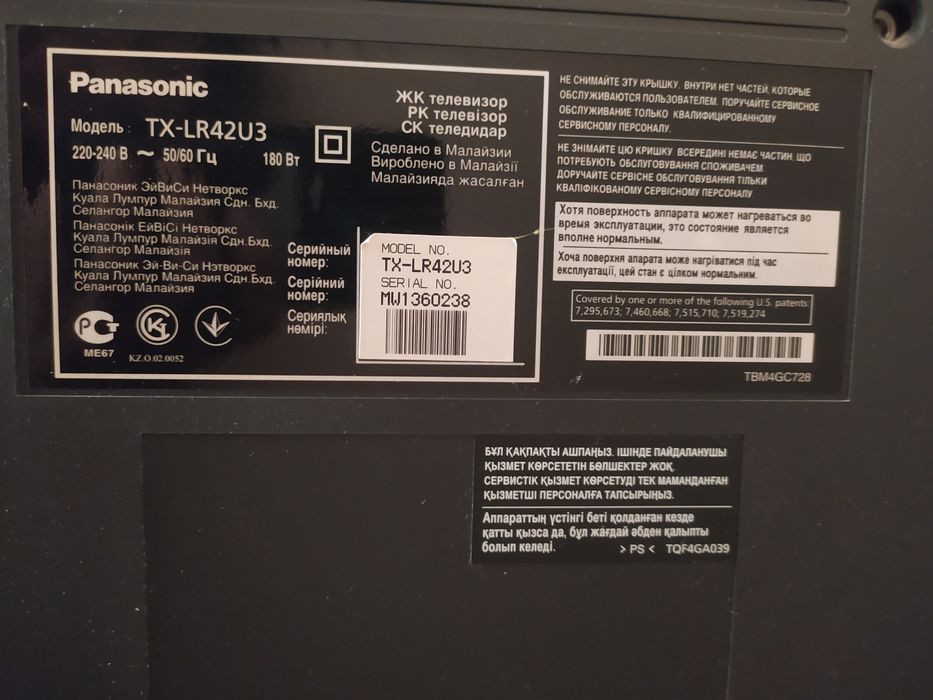 Panasonic
Модель : TX-LR42U3
220-240 В ~ 50/60 Гц 180 Вт
ЖК телевизор
РК телевізор
СК теледидар
Сделано в Малайзии
Вироблено в Малайзії
Малайзияда жасалған
Панасоник ЭйВиСи Нетворкс
Куала Лумпур Малайзия Сдн. Бхд.
Селангор Малайзия
Панасонік ЕйВіСі Нетворкс
Куала Лумпур Малайзія Сдн.Бхд.
Селангор Малайзія
Панасоник Эй-Ви-Си Нэтворкс
Куала Лумпур Малайзия Сдн.Бхд.
Селангор Малайзия
Серийный
номер:
Серійний
номер:
Сериялық
нөмірі:
MODEL NO.
TX-LR42U3
SERIAL NO.
MW1360238
ME67
KZ.O.02.0052
НЕ СНИМАЙТЕ ЭТУ КРЫШКУ. ВНУТРИ НЕТ ЧАСТЕЙ, КОТОРЫЕ
ОБСЛУЖИВАЮТСЯ ПОЛЬЗОВАТЕЛЕМ. ПОРУЧАЙТЕ СЕРВИСНОЕ
ОБСЛУЖИВАНИЕ ТОЛЬКО КВАЛИФИЦИРОВАННОМУ
СЕРВИСНОМУ ПЕРСОНАЛУ.
НЕ ЗНІМАЙТЕ ЦЮ КРИШКУ ВСЕРЕДИНІ НЕМАЄ ЧАСТИН, ЩО
ПОТРЕБУЮТЬ ОБСЛУГОВУВАННЯ СПОЖИВАЧЕМ.
ДОРУЧАЙТЕ СЕРВІСНЕ ОБСЛУГОВУВАННЯ ТІЛЬКИ
КВАЛІФІКОВАНОМУ СЕРВІСНОМУ ПЕРСОНАЛУ
Хотя поверхность аппарата может нагреваться во
время эксплуатации, это состояние является
вполне нормальным.
Хоча поверхня апарата може нагріватися під час
експлуатації, цей стан є цілком нормальним.
Covered by one or more of the following U.S. patents:
7,295,673; 7,460,668; 7,515,710; 7,519,274
TBM4GC728
БҰЛ ҚАҚПАҚТЫ АШПАҢЫЗ. ІШІНДЕ ПАЙДАЛАНУШЫ
ҚЫЗМЕТ КӨРСЕТЕТІН БӨЛШЕКТЕР ЖОҚ.
СЕРВИСТІК ҚЫЗМЕТ КӨРСЕТУДІ ТЕК МАМАНДАНҒАН
ҚЫЗМЕТШІ ПЕРСОНАЛҒА ТАПСЫРЫҢЫЗ.
Аппараттың үстінгі беті қолданған кезде
қатты қызса да, бұл жағдай әбден қалыпты
болып келеді. > PS < TQF4GA039